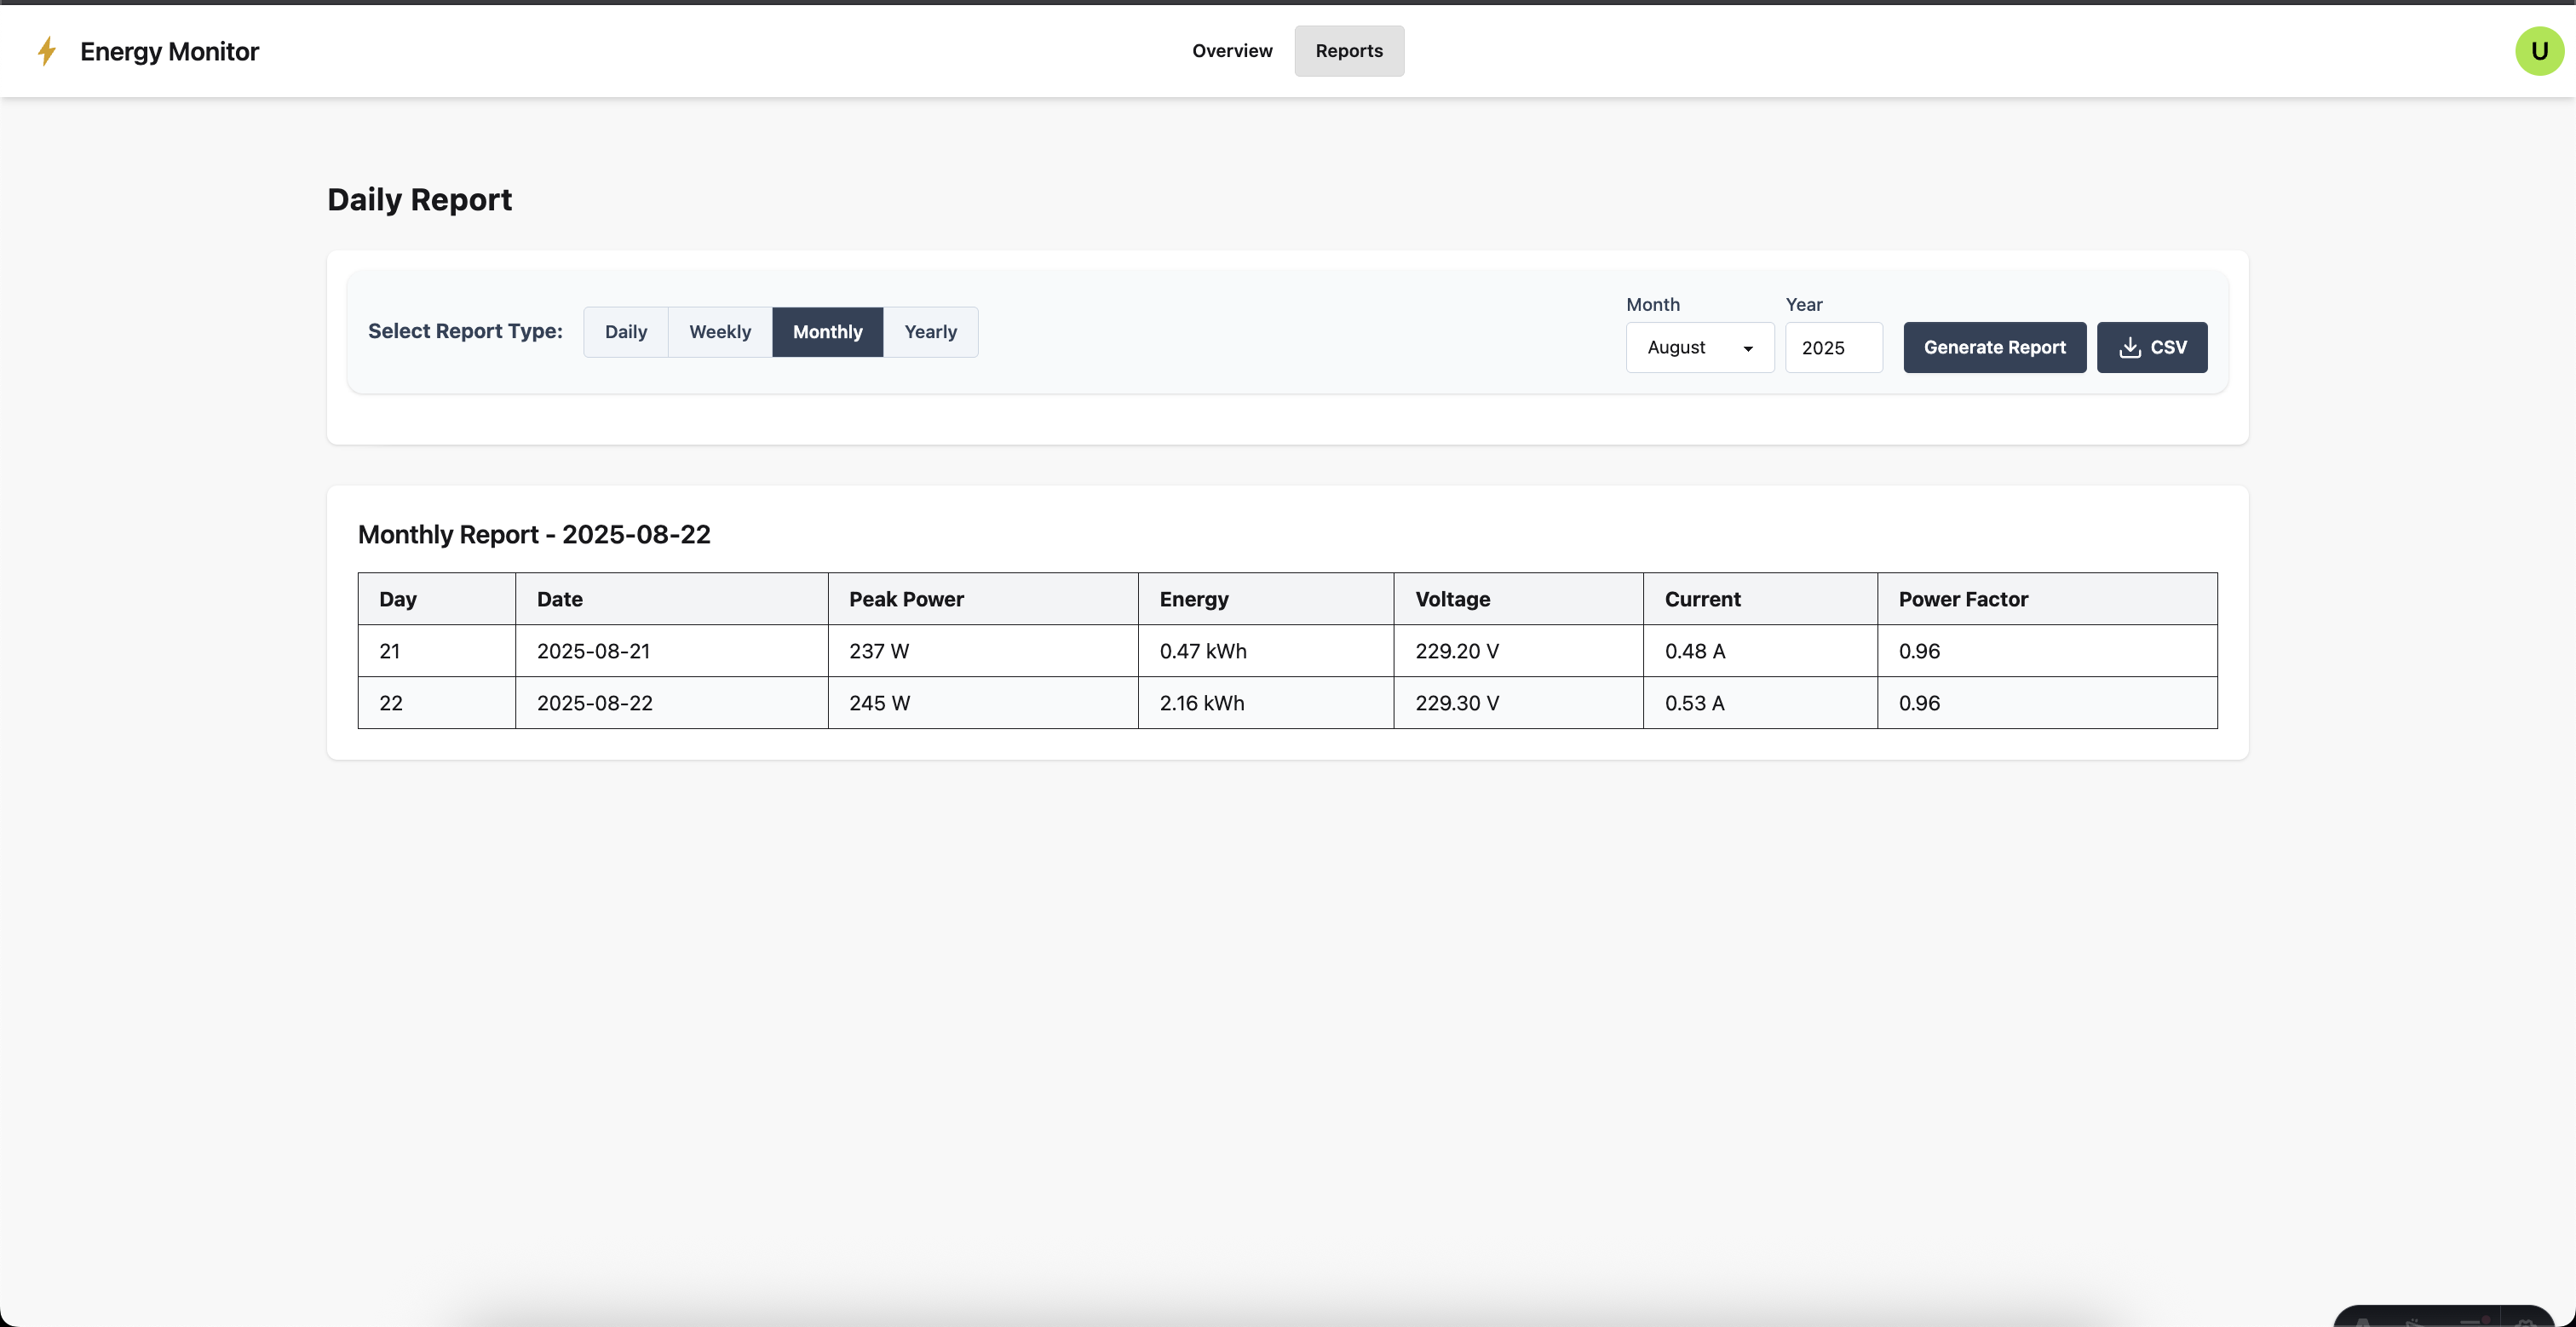 Energy Monitor
Overview Reports
U
Daily Report
Select Report Type: Daily Weekly Monthly Yearly
Month Year
August 2025 Generate Report CSV
Monthly Report - 2025-08-22
Day Date Peak Power Energy Voltage Current Power Factor
21 2025-08-21 237 W 0.47 kWh 229.20 V 0.48 A 0.96
22 2025-08-22 245 W 2.16 kWh 229.30 V 0.53 A 0.96